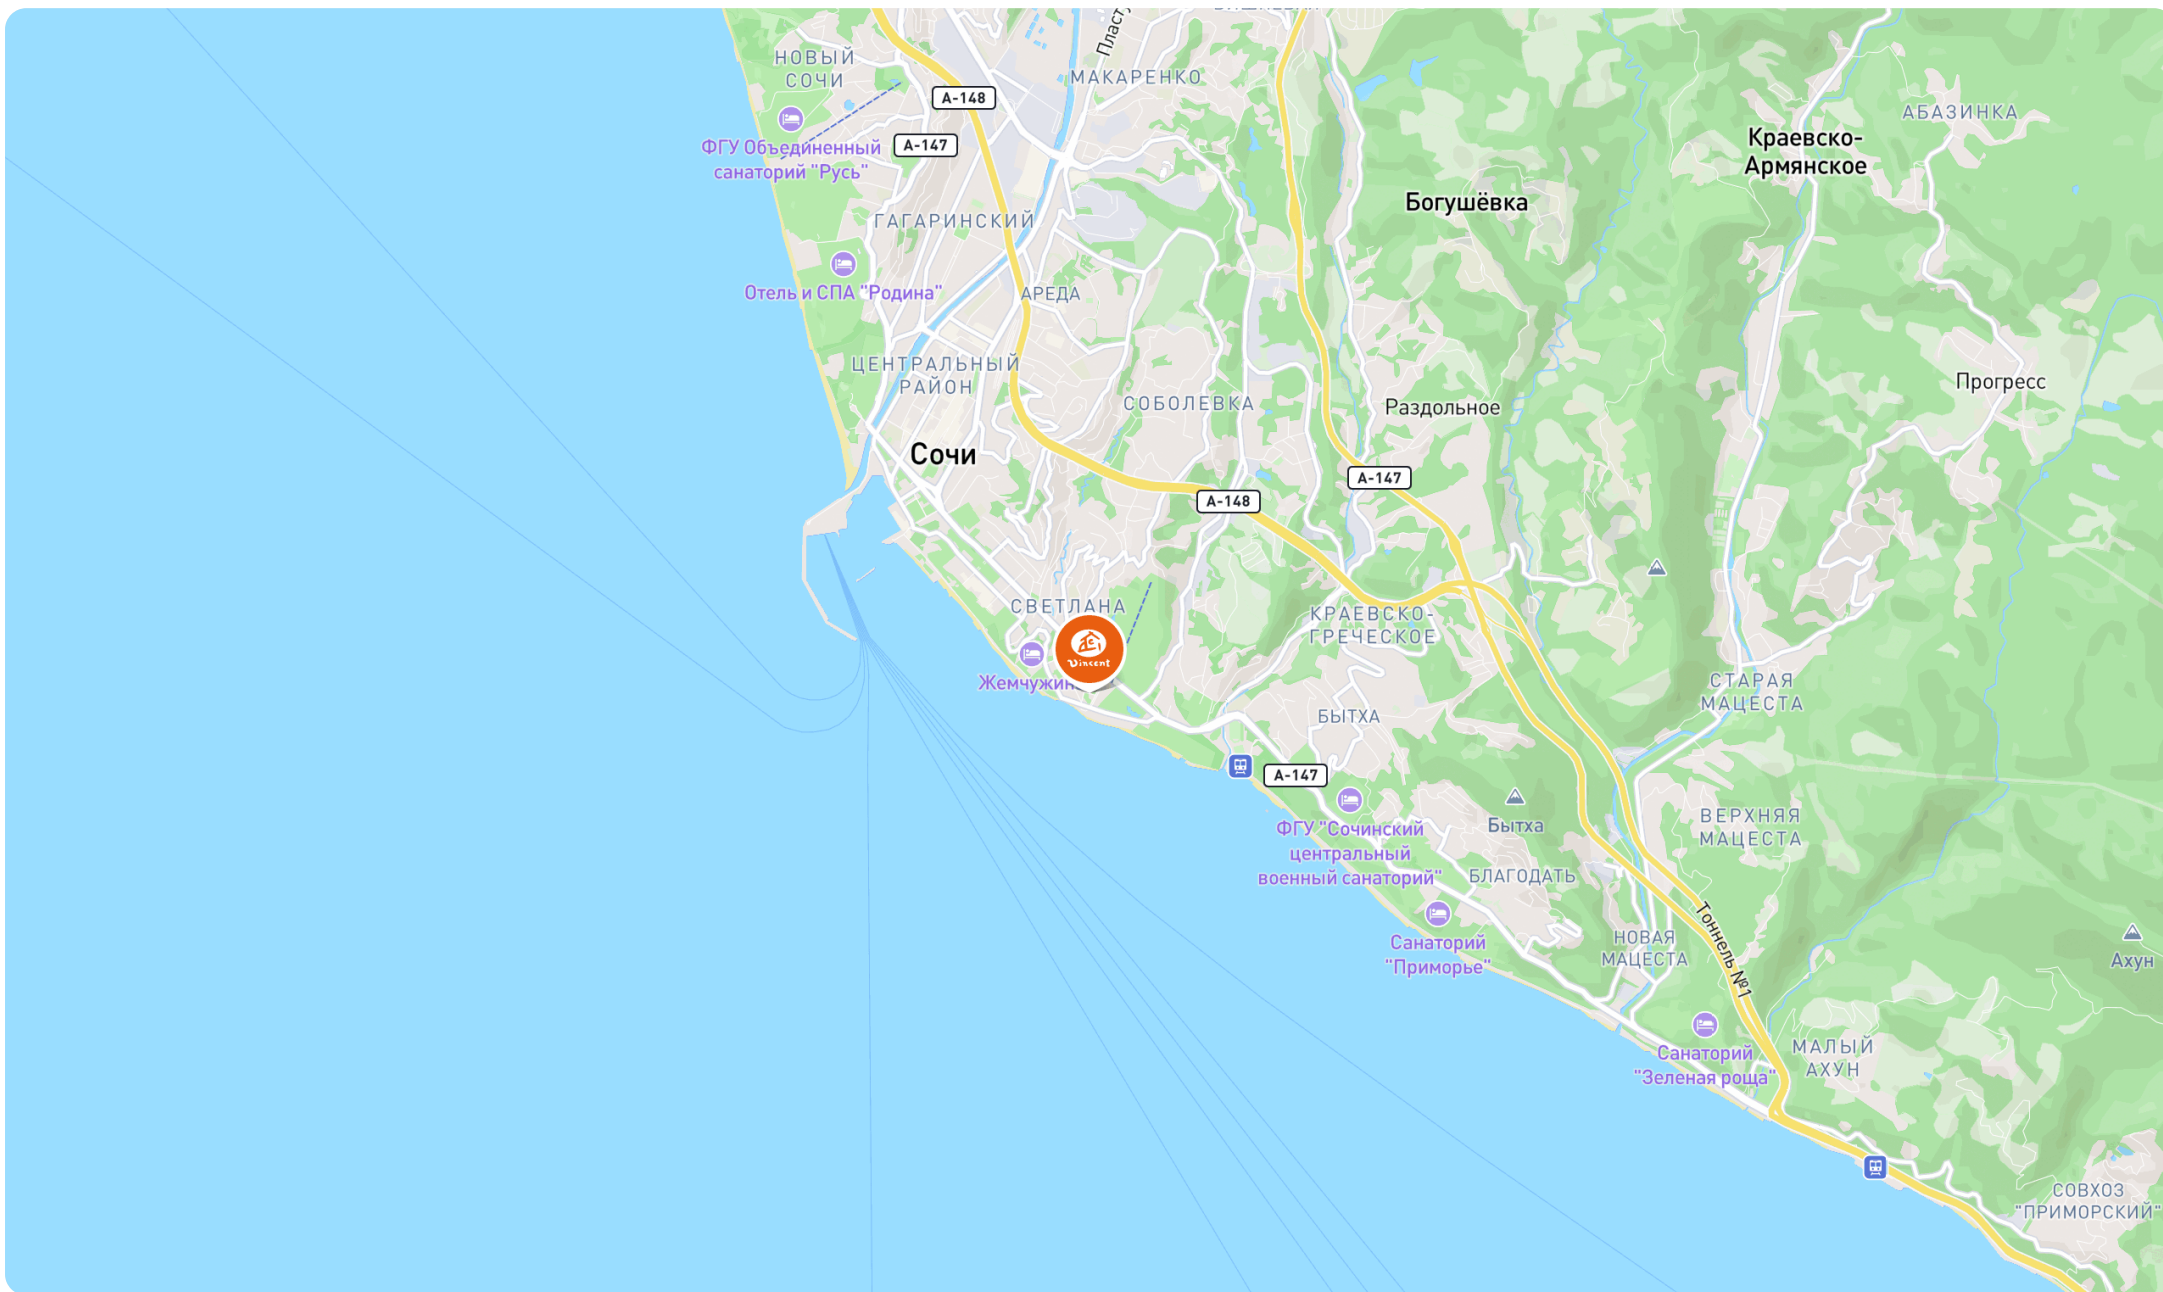 Пласт
НОВЫЙ
СОЧИ
МАКАРЕНКО
А-148
А-147
ФГУ Объединенный
санаторий "Русь"
ГАГАРИНСКИЙ
Отель и СПА "Родина"
АРЕДА
ЦЕНТРАЛЬНЫЙ
РАЙОН
СОБОЛЕВКА
Сочи
Богушёвка
Краевско-
Армянское
АБАЗИНКА
Прогресс
Раздольное
А-147
А-148
СВЕТЛАНА
Vincent
Жемчужин
КРАЕВСКО-
ГРЕЧЕСКОЕ
СТАРАЯ
МАЦЕСТА
БЫТХА
А-147
ФГУ "Сочинский
центральный
военный санаторий"
Бытха
ВЕРХНЯЯ
МАЦЕСТА
БЛАГОДАТЬ
Санаторий
"Приморье"
НОВАЯ
МАЦЕСТА
Тоннель №1
Ахун
Санаторий
"Зеленая роща"
МАЛЫЙ
АХУН
СОВХОЗ
"ПРИМОРСКИЙ"